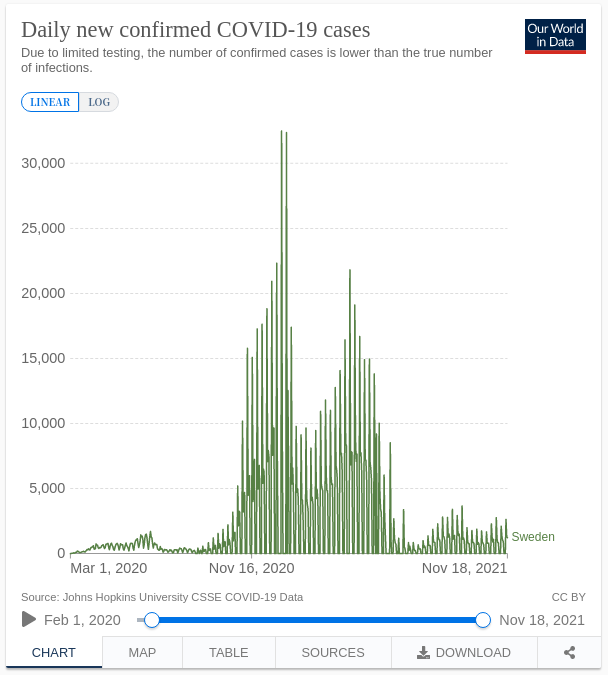 Daily new confirmed COVID-19 cases
Our World
in Data
Due to limited testing, the number of confirmed cases is lower than the true number
of infections.
LINEAR LOG
30,000
25,000
20,000
15,000
10,000
5,000
0
Sweden
Mar 1, 2020 Nov 16, 2020 Nov 18, 2021
Source: Johns Hopkins University CSSE COVID-19 Data CC BY
Feb 1, 2020 Nov 18, 2021
CHART MAP TABLE SOURCES DOWNLOAD